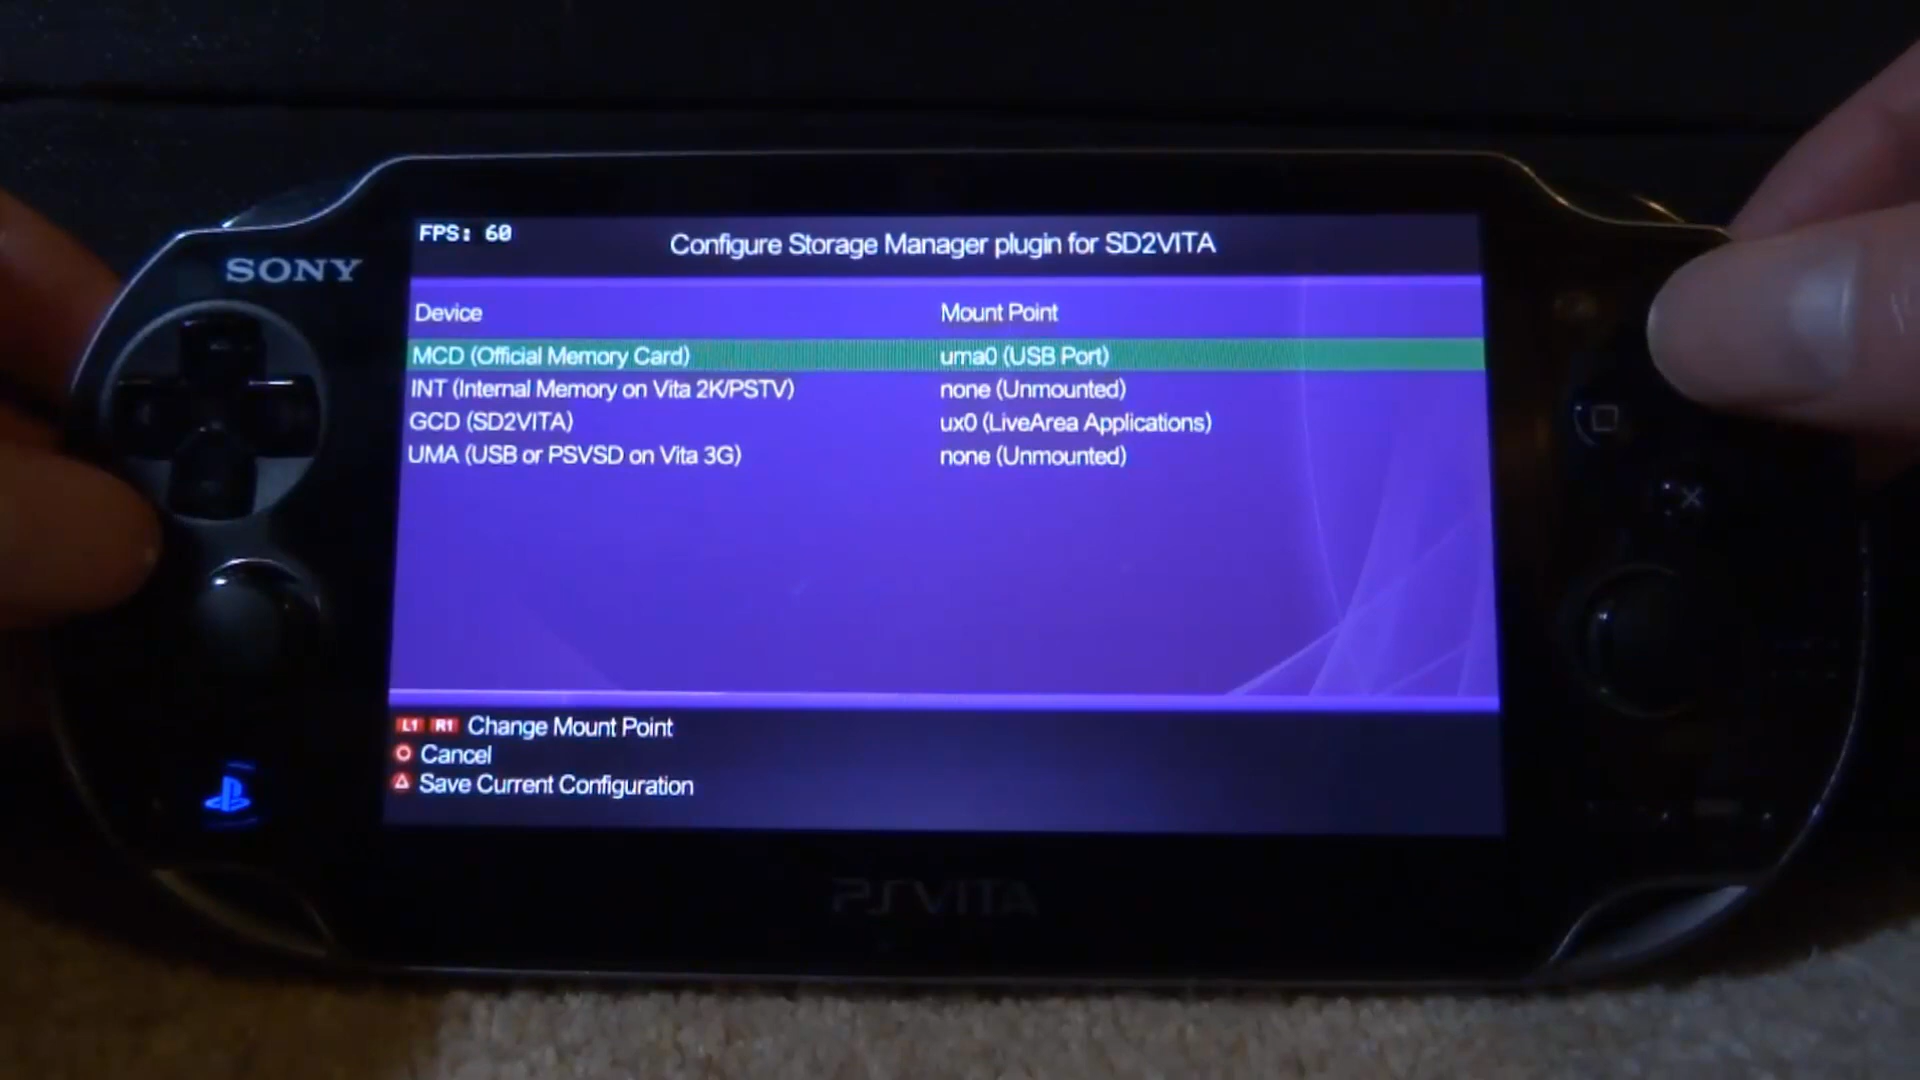 FPS: 60
Configure Storage Manager plugin for SD2VITA
SONY
Device Mount Point
MCD (Official Memory Card) uma0 (USB Port)
INT (Internal Memory on Vita 2K/PSTV) none (Unmounted)
GCD (SD2VITA) ux0 (LiveArea Applications)
UMA (USB or PSVSD on Vita 3G) none (Unmounted)
L1 R1 Change Mount Point
Cancel
Save Current Configuration
PSVITA